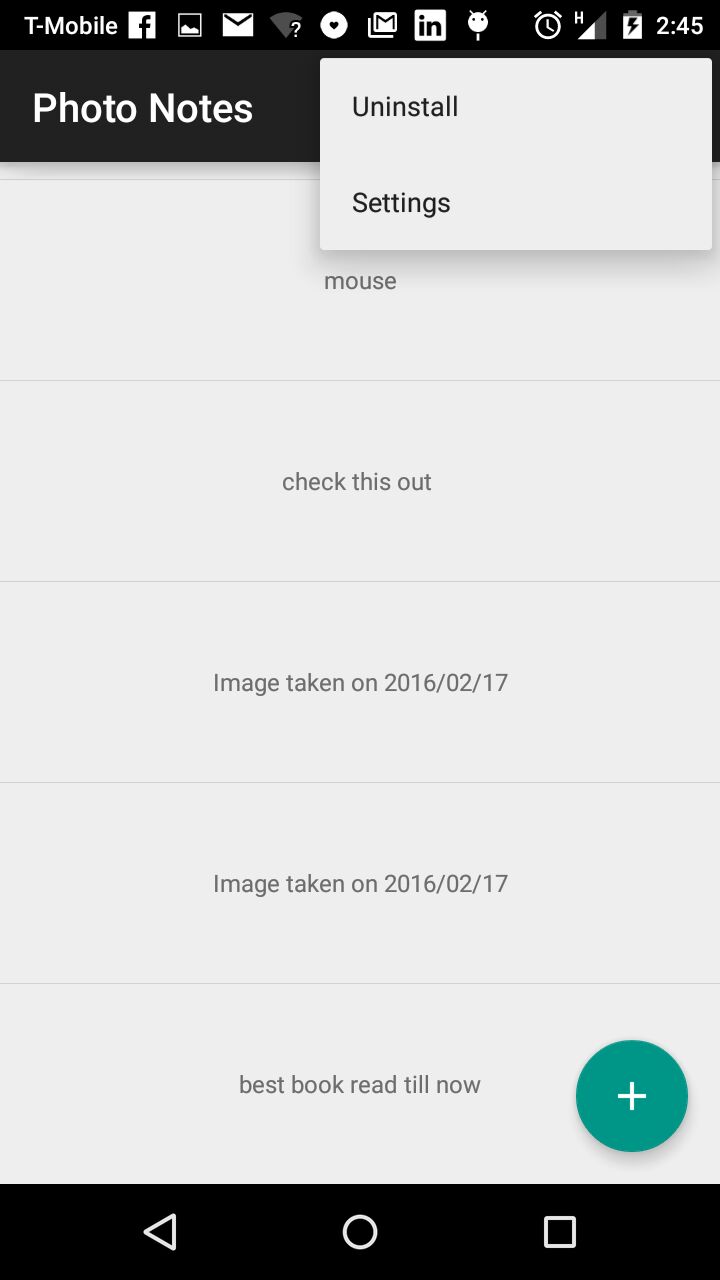 T-Mobile 2:45
Photo Notes
Uninstall
Settings
mouse
check this out
Image taken on 2016/02/17
Image taken on 2016/02/17
best book read till now